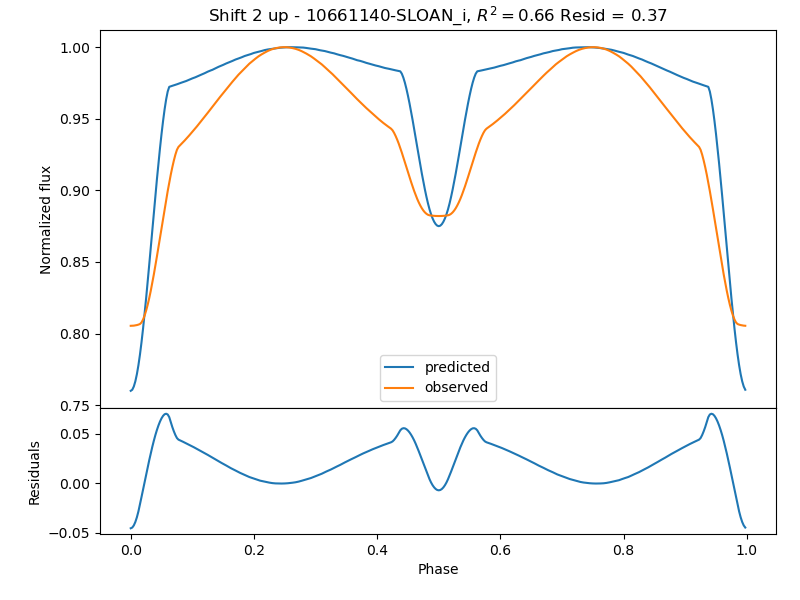 Shift 2 up - 10661140-SLOAN_i, R² = 0.66 Resid = 0.37
1.00
0.95
0.90
0.85
0.80
0.75
Normalized flux
predicted
observed
0.05
0.00
−0.05
Residuals
0.0 0.2 0.4 0.6 0.8 1.0
Phase